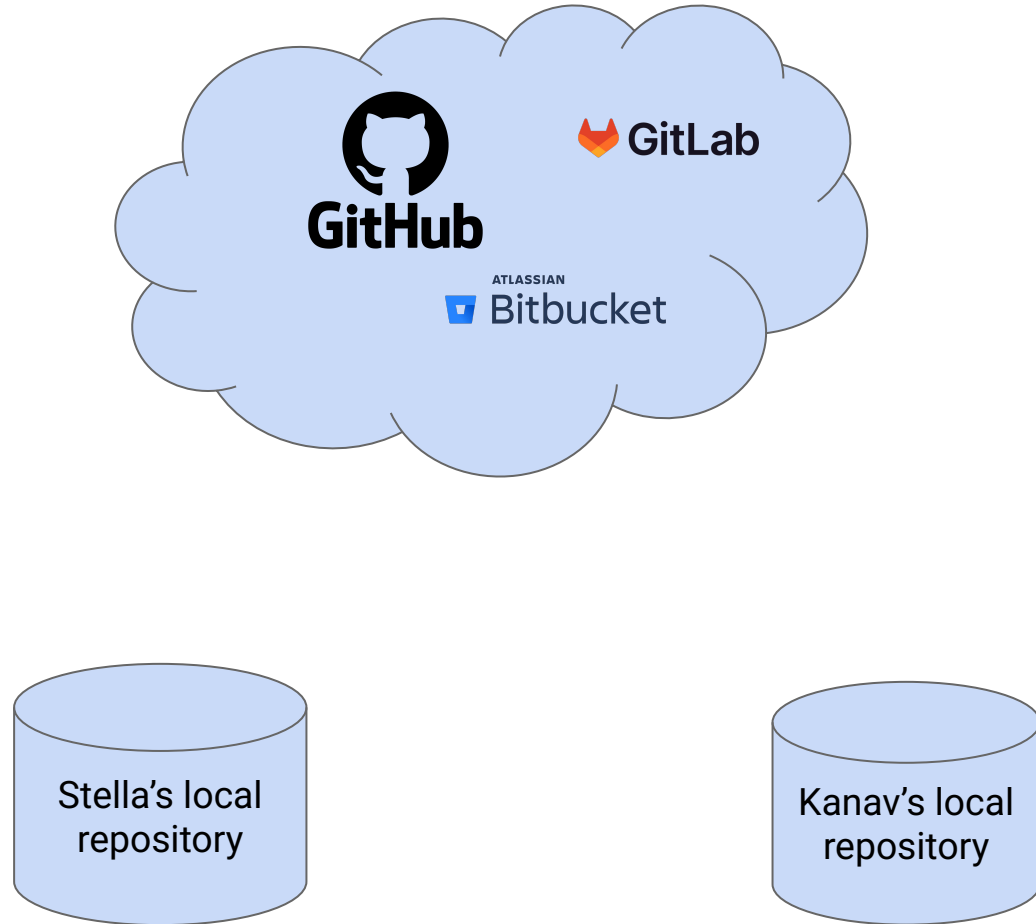 GitHub
GitLab
ATLASSIAN
Bitbucket
Stella’s local
repository
Kanav’s local
repository